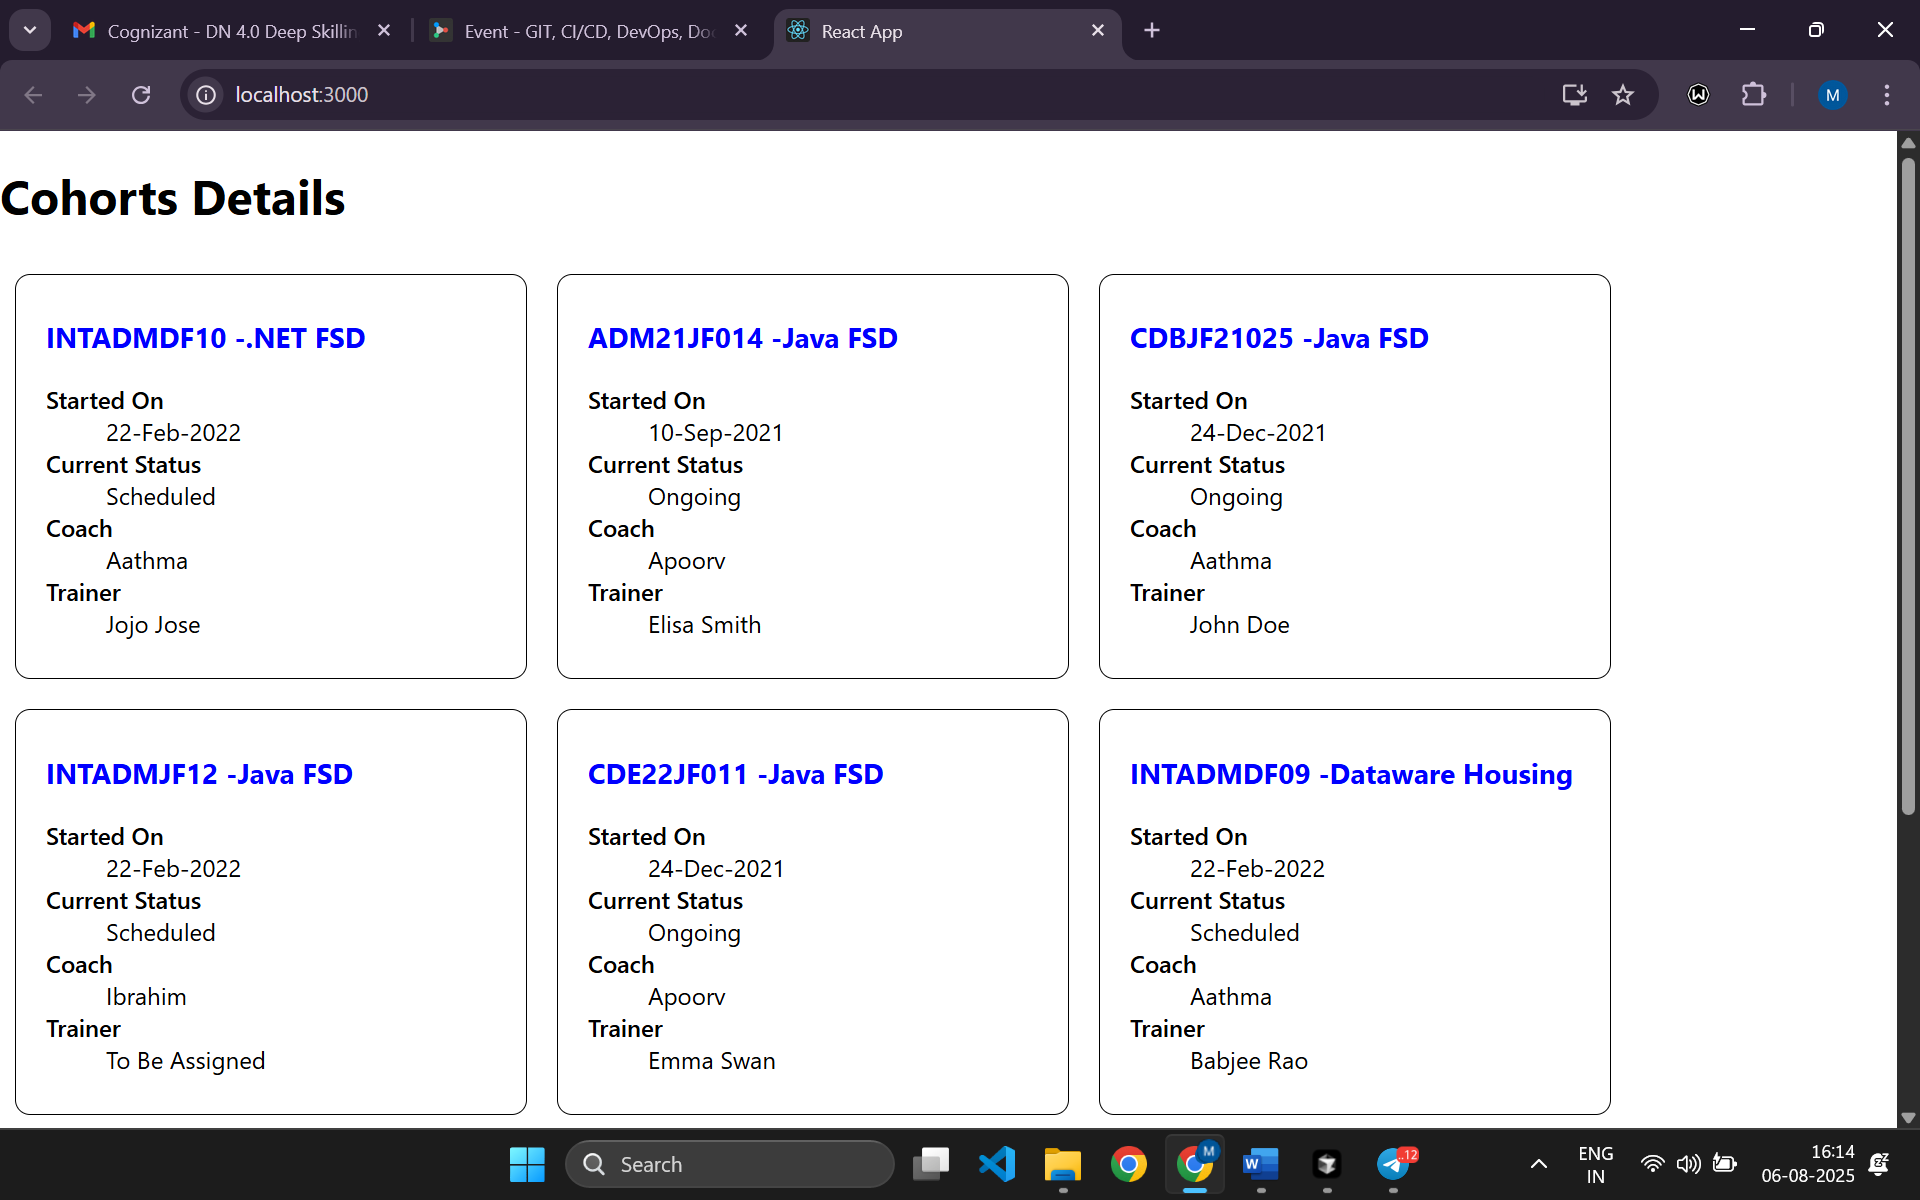 Cognizant - DN 4.0 Deep Skillin
Event - GIT, CI/CD, DevOps, Do
React App
localhost:3000
M
Cohorts Details
INTADMDF10 -.NET FSD
Started On
22-Feb-2022
Current Status
Scheduled
Coach
Aathma
Trainer
Jojo Jose
ADM21JF014 -Java FSD
Started On
10-Sep-2021
Current Status
Ongoing
Coach
Apoorv
Trainer
Elisa Smith
CDBJF21025 -Java FSD
Started On
24-Dec-2021
Current Status
Ongoing
Coach
Aathma
Trainer
John Doe
INTADMJF12 -Java FSD
Started On
22-Feb-2022
Current Status
Scheduled
Coach
Ibrahim
Trainer
To Be Assigned
CDE22JF011 -Java FSD
Started On
24-Dec-2021
Current Status
Ongoing
Coach
Apoorv
Trainer
Emma Swan
INTADMDF09 -Dataware Housing
Started On
22-Feb-2022
Current Status
Scheduled
Coach
Aathma
Trainer
Babjee Rao
Search
M
W
..12
ENG
IN
16:14
06-08-2025